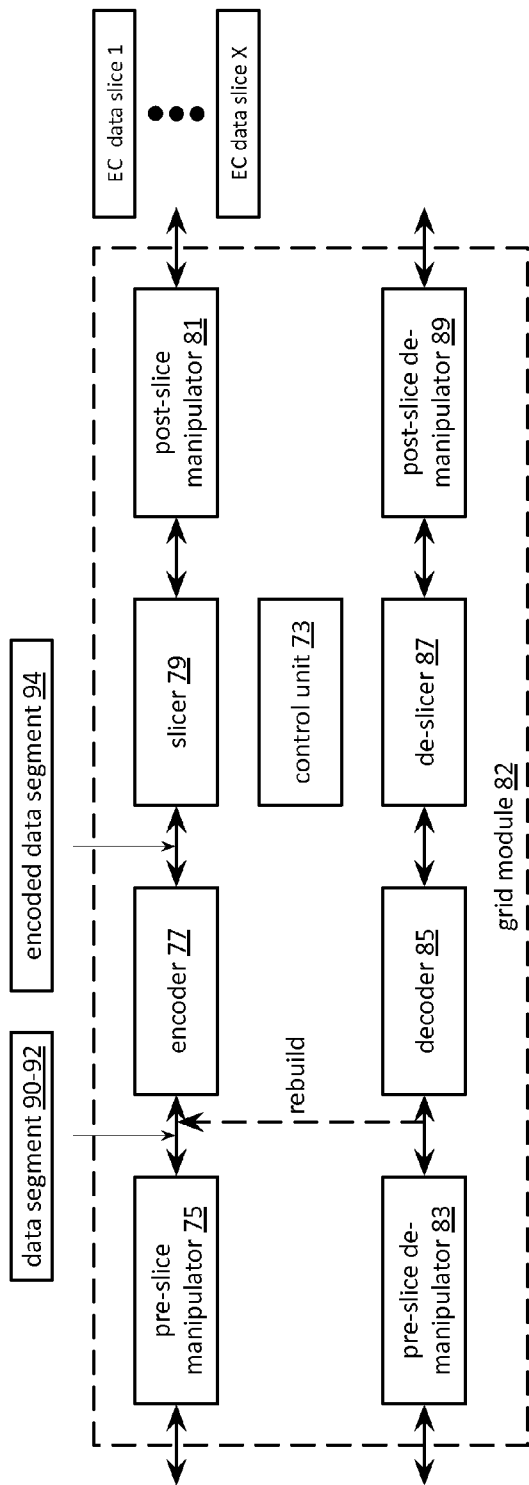 data segment 90-92
encoded data segment 94
pre-slice
manipulator 75
encoder 77
slicer 79
post-slice
manipulator 81
EC data slice 1
EC data slice X
rebuild
control unit 73
pre-slice de-
manipulator 83
decoder 85
de-slicer 87
post-slice de-
manipulator 89
grid module 82